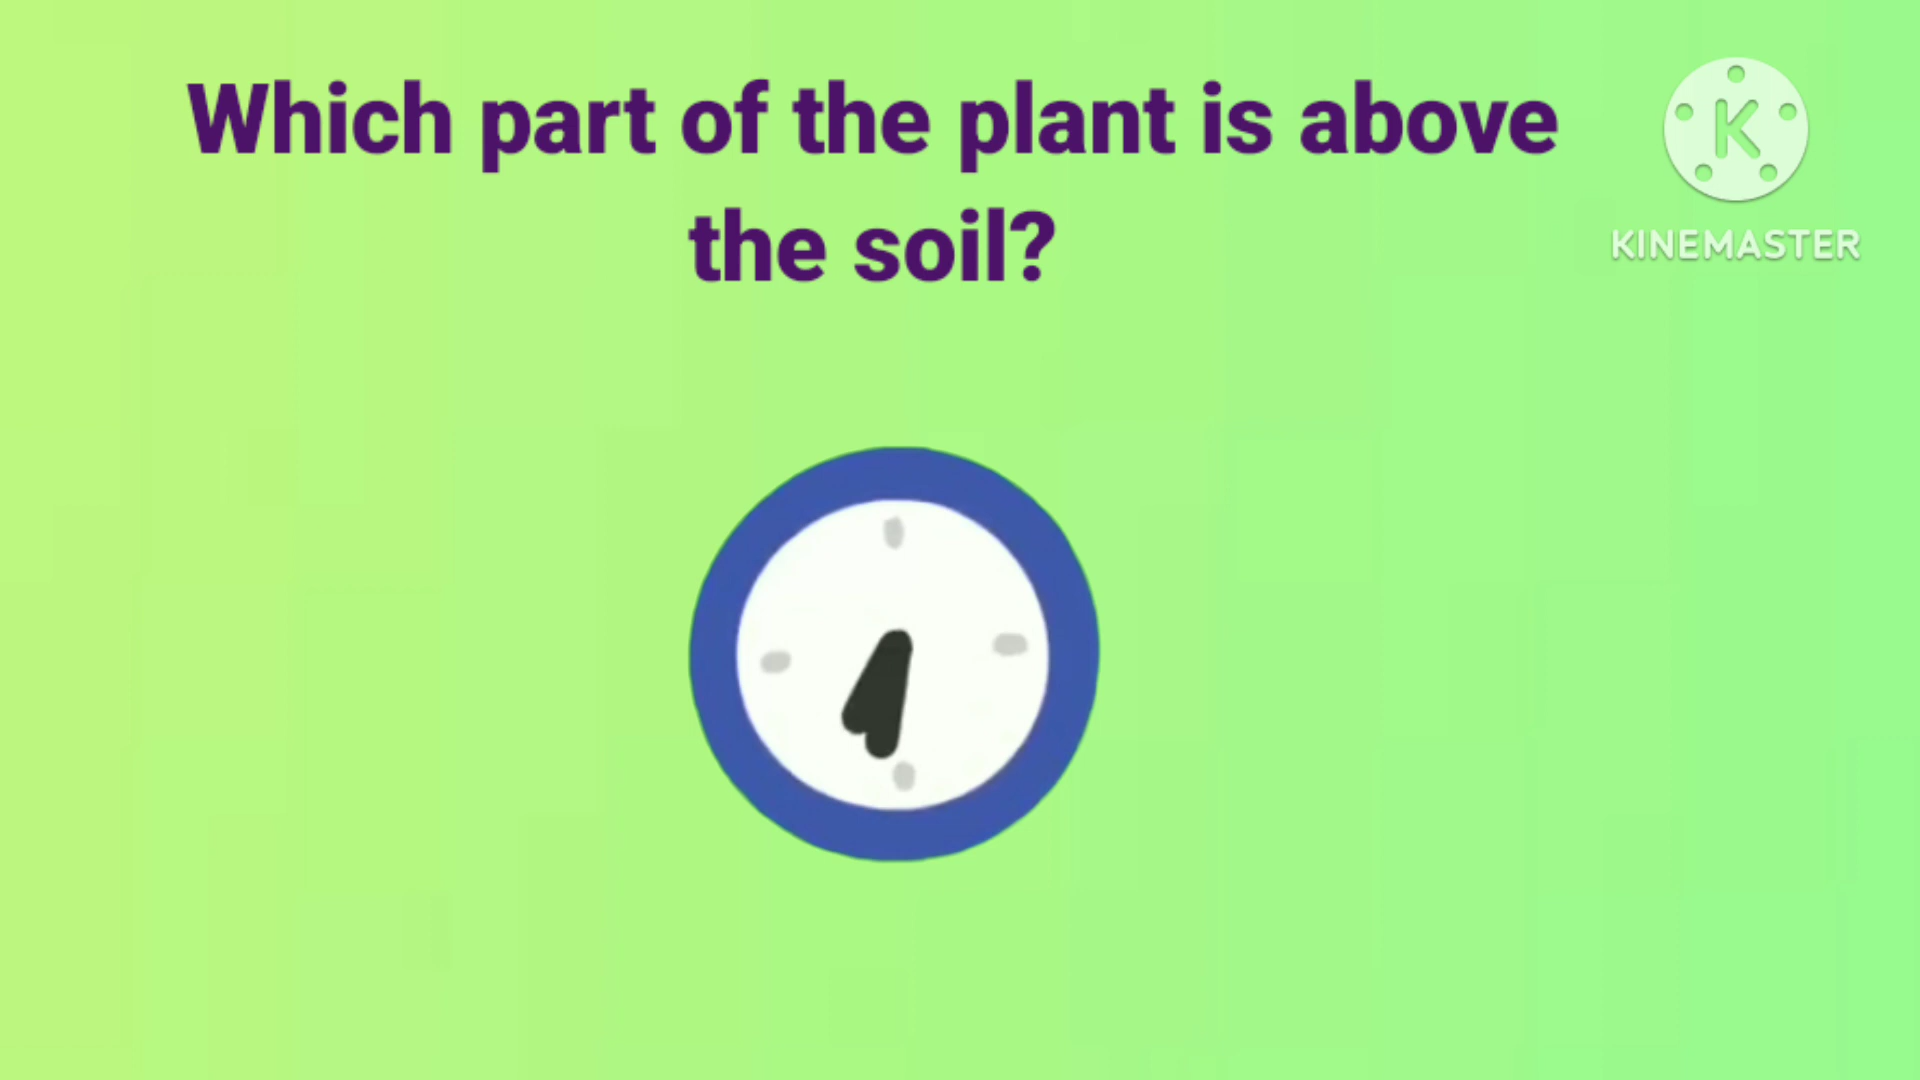 Which part of the plant is above
the soil?
K
KINEMASTER